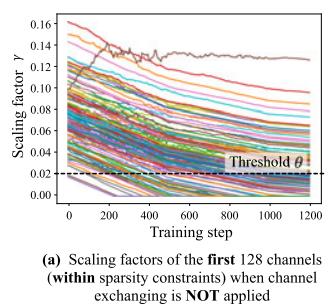 0.16
0.14
0.12
0.10
0.08
0.06
0.04
0.02
0.00
Scaling factor γ
Threshold θ
0 200 400 600 800 1000 1200
Training step
(a) Scaling factors of the first 128 channels
(within sparsity constraints) when channel
exchanging is NOT applied